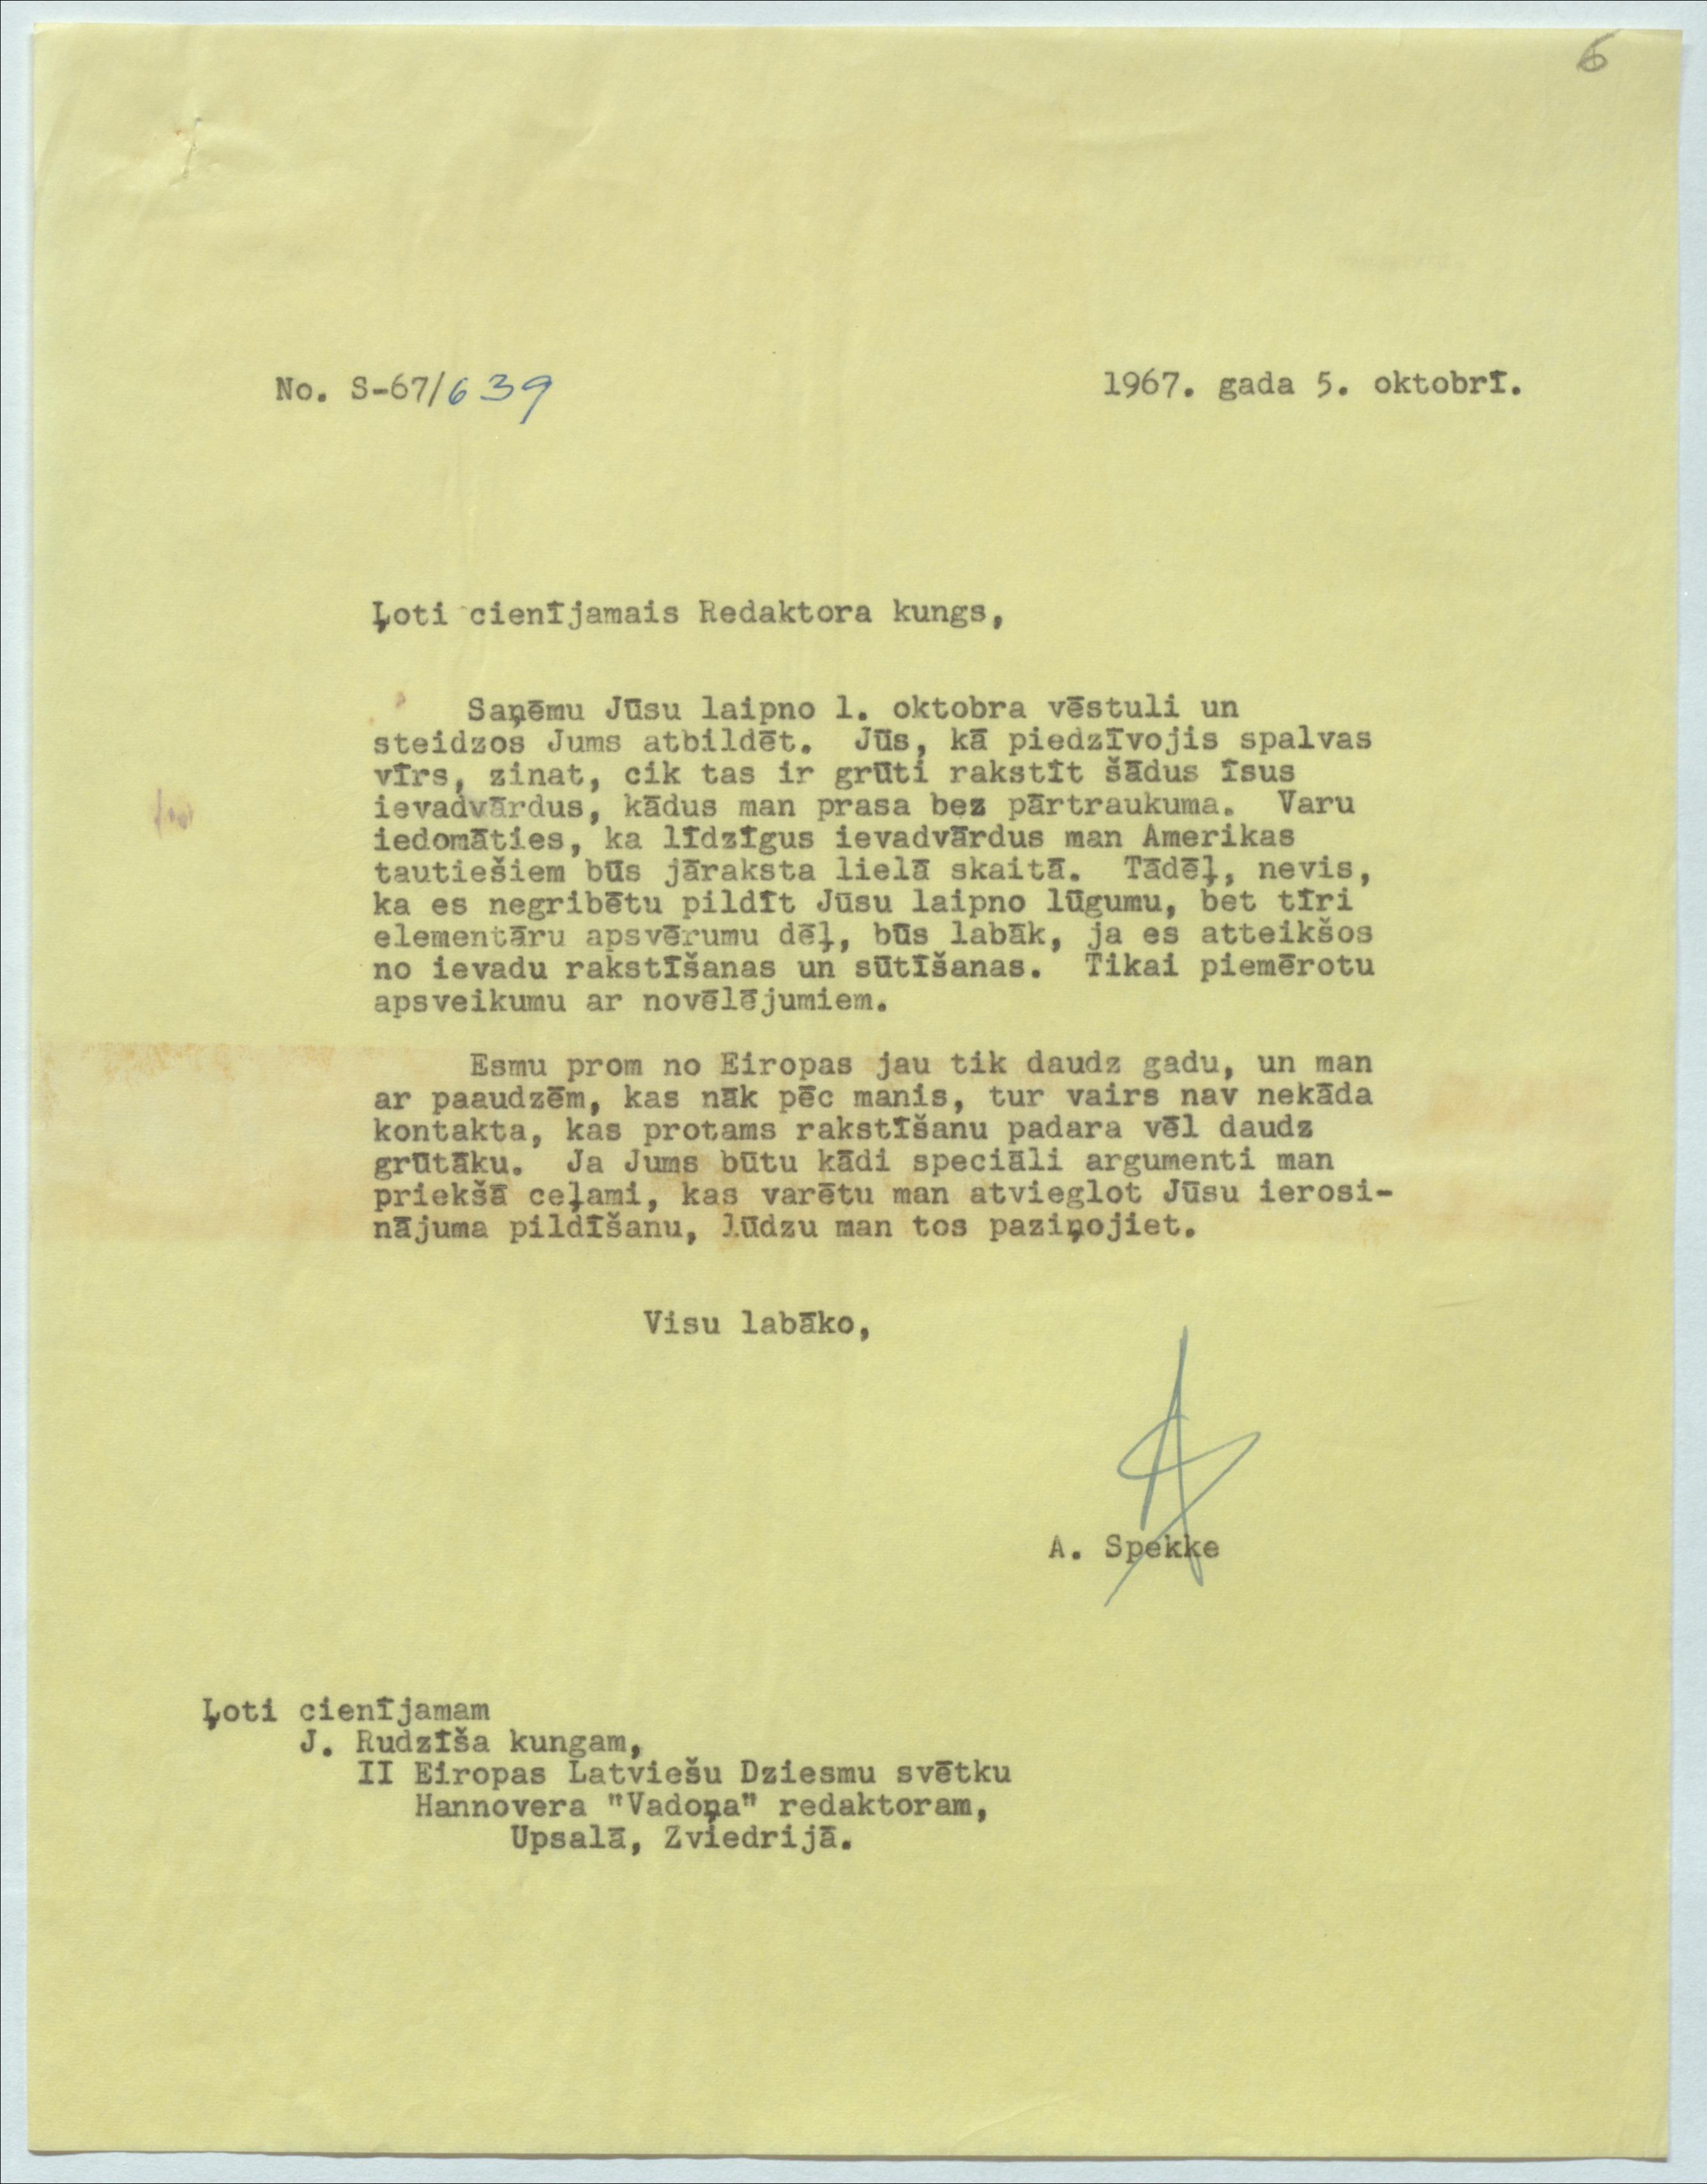 6
No. S-67/639
1967. gada 5. oktobrī.
Ļoti cienījamais Redaktora kungs,
Saņēmu Jūsu laipno 1. oktobra vēstuli un
steidzos Jums atbildēt. Jūs, kā piedzīvojis spalvas
vīrs, zinat, cik tas ir grūti rakstīt šādus īsus
ievadvārdus, kādus man prasa bez pārtraukuma. Varu
iedomāties, ka līdzīgus ievadvārdus man Amerikas
tautiešiem būs jāraksta lielā skaitā. Tādēļ, nevis,
ka es negribētu pildīt Jūsu laipno lūgumu, bet tīri
elementāru apsvērumu dēļ, būs labāk, ja es atteikšos
no ievadu rakstīšanas un sūtīšanas. Tikai piemērotu
apsveikumu ar novēlējumiem.
Esmu prom no Eiropas jau tik daudz gadu, un man
ar paaudzēm, kas nāk pēc manis, tur vairs nav nekāda
kontakta, kas protams rakstīšanu padara vēl daudz
grūtāku. Ja Jums būtu kādi speciāli argumenti man
priekšā ceļami, kas varētu man atvieglot Jūsu ierosi-
nājuma pildīšanu, lūdzu man tos paziņojiet.
Visu labāko,
A. Spekke
Ļoti cienījamam
J. Rudzīša kungam,
II Eiropas Latviešu Dziesmu svētku
Hannovera "Vadoņa" redaktoram,
Upsalā, Zviedrijā.